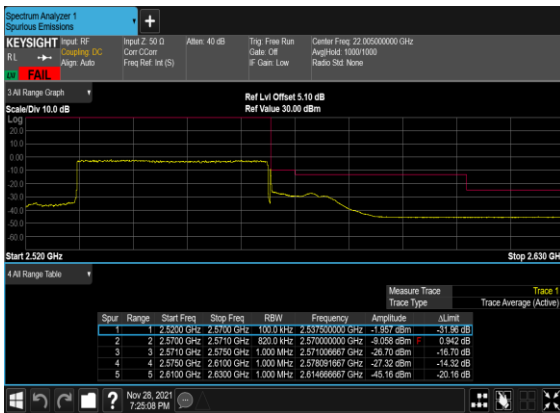 Spectrum Analyzer 1
Spurious Emissions
KEYSIGHT Input: RF Input Z: 50 Ω Atten: 40 dB Trig: Free Run Center Freq: 22.005000000 GHz
RL Coupling: DC Corr CCorr Gate: Off Avg|Hold: 1000/1000
Align: Auto Freq Ref: Int (S) IF Gain: Low Radio Std: None
LV FAIL
3 All Range Graph
Ref Lvl Offset 5.10 dB
Scale/Div 10.0 dB Ref Value 30.00 dBm
Log
20.0
10.0
0.00
-10.0
-20.0
-30.0
-40.0
-50.0
-60.0
Start 2.520 GHz Stop 2.630 GH
4 All Range Table
Measure Trace Trace 1
Trace Type Trace Average (Active)
Spur Range Start Freq Stop Freq RBW Frequency Amplitude ΔLimit
1 1 2.5200 GHz 2.5700 GHz 100.0 kHz 2.537500000 GHz -1.957 dBm -31.96 dB
2 2 2.5700 GHz 2.5710 GHz 820.0 kHz 2.570000000 GHz -9.058 dBm F 0.942 dB
3 3 2.5710 GHz 2.5750 GHz 1.000 MHz 2.571006667 GHz -26.70 dBm -16.70 dB
4 4 2.5750 GHz 2.6100 GHz 1.000 MHz 2.578091667 GHz -27.32 dBm -14.32 dB
5 5 2.6100 GHz 2.6300 GHz 1.000 MHz 2.614666667 GHz -45.16 dBm -20.16 dB
Nov 28, 2021
7:25:08 PM